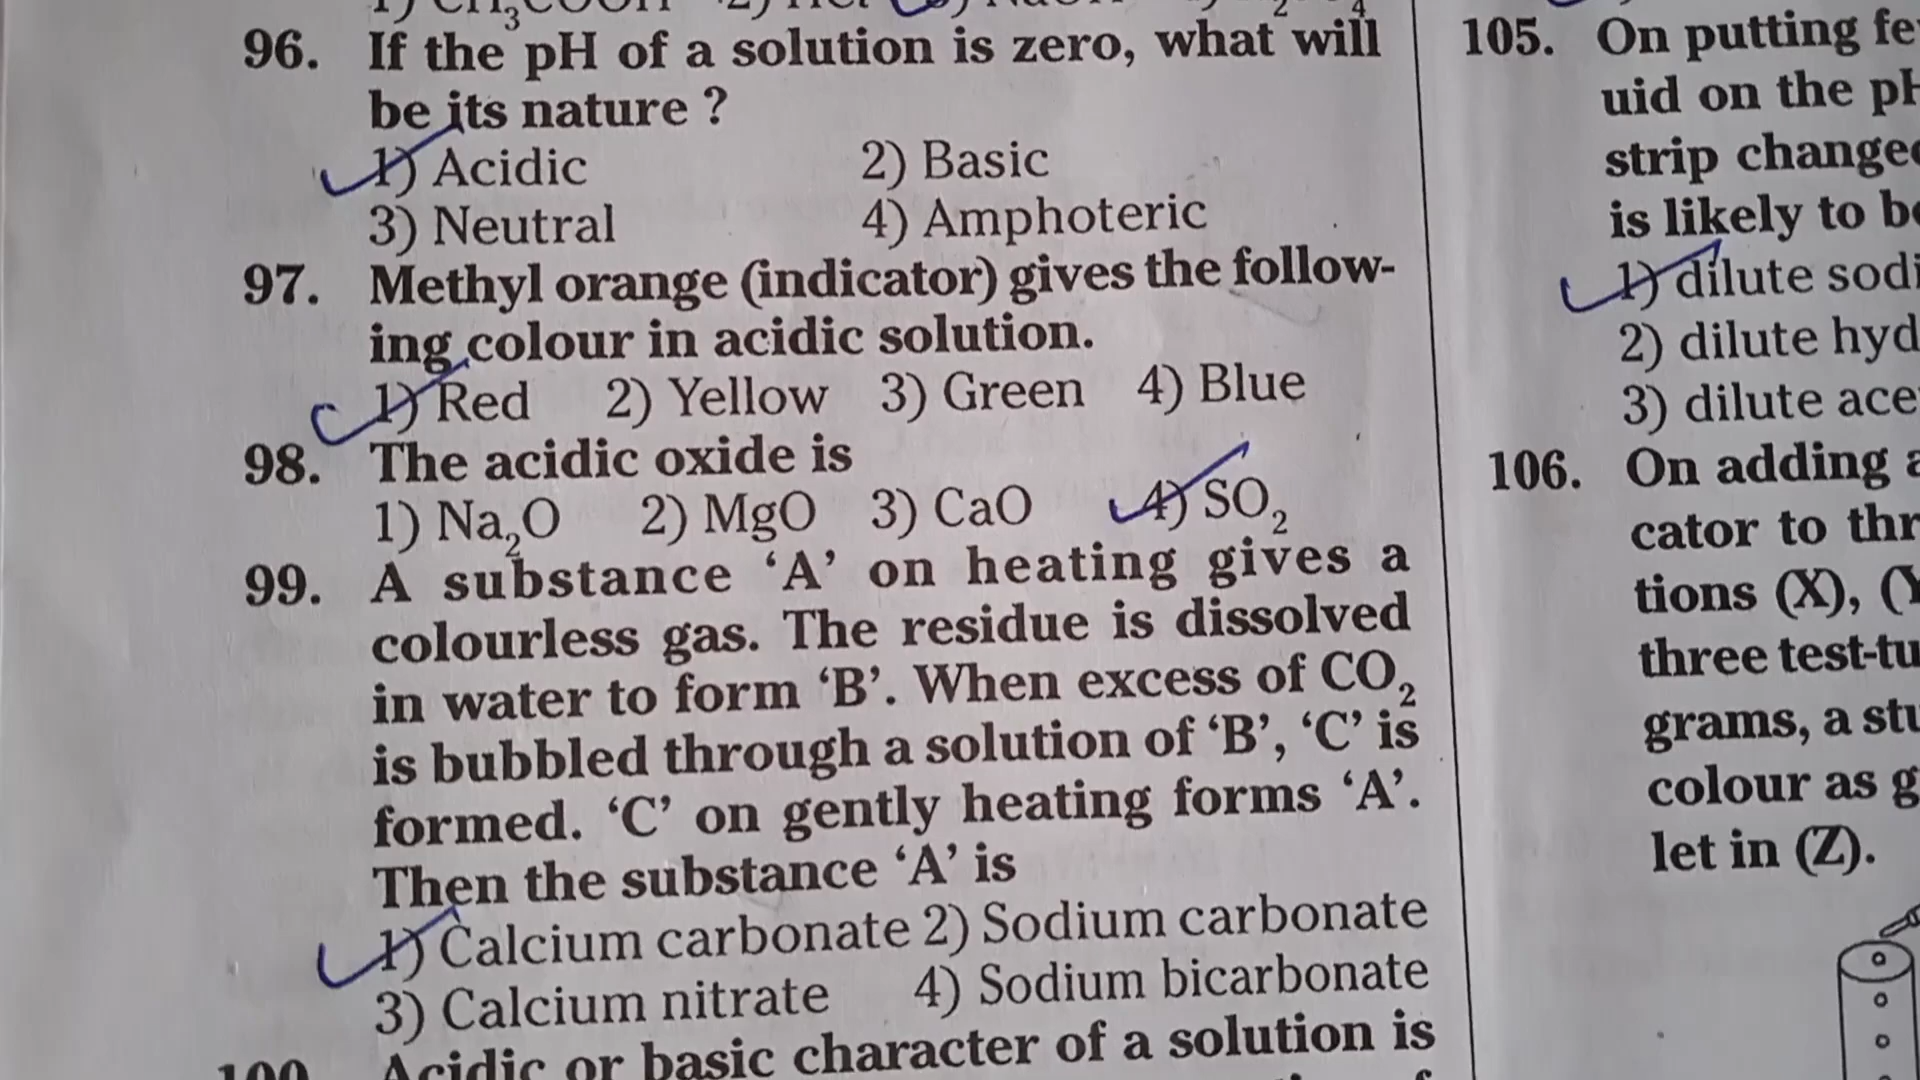 96. If the pH of a solution is zero, what will
be its nature ?
1) Acidic 2) Basic
3) Neutral 4) Amphoteric
97. Methyl orange (indicator) gives the follow-
ing colour in acidic solution.
1) Red 2) Yellow 3) Green 4) Blue
98. The acidic oxide is
1) Na₂O 2) MgO 3) CaO 4) SO₂
99. A substance ‘A’ on heating gives a
colourless gas. The residue is dissolved
in water to form ‘B’. When excess of CO₂
is bubbled through a solution of ‘B’, ‘C’ is
formed. ‘C’ on gently heating forms ‘A’.
Then the substance ‘A’ is
1) Calcium carbonate 2) Sodium carbonate
3) Calcium nitrate 4) Sodium bicarbonate
100. Acidic or basic character of a solution is
105. On putting
uid on the
strip
is likely to
1) dilute
2) dilute
3) dilute
106. On adding
cator to
tions (X),
three
grams, a
colour as
let in (Z).